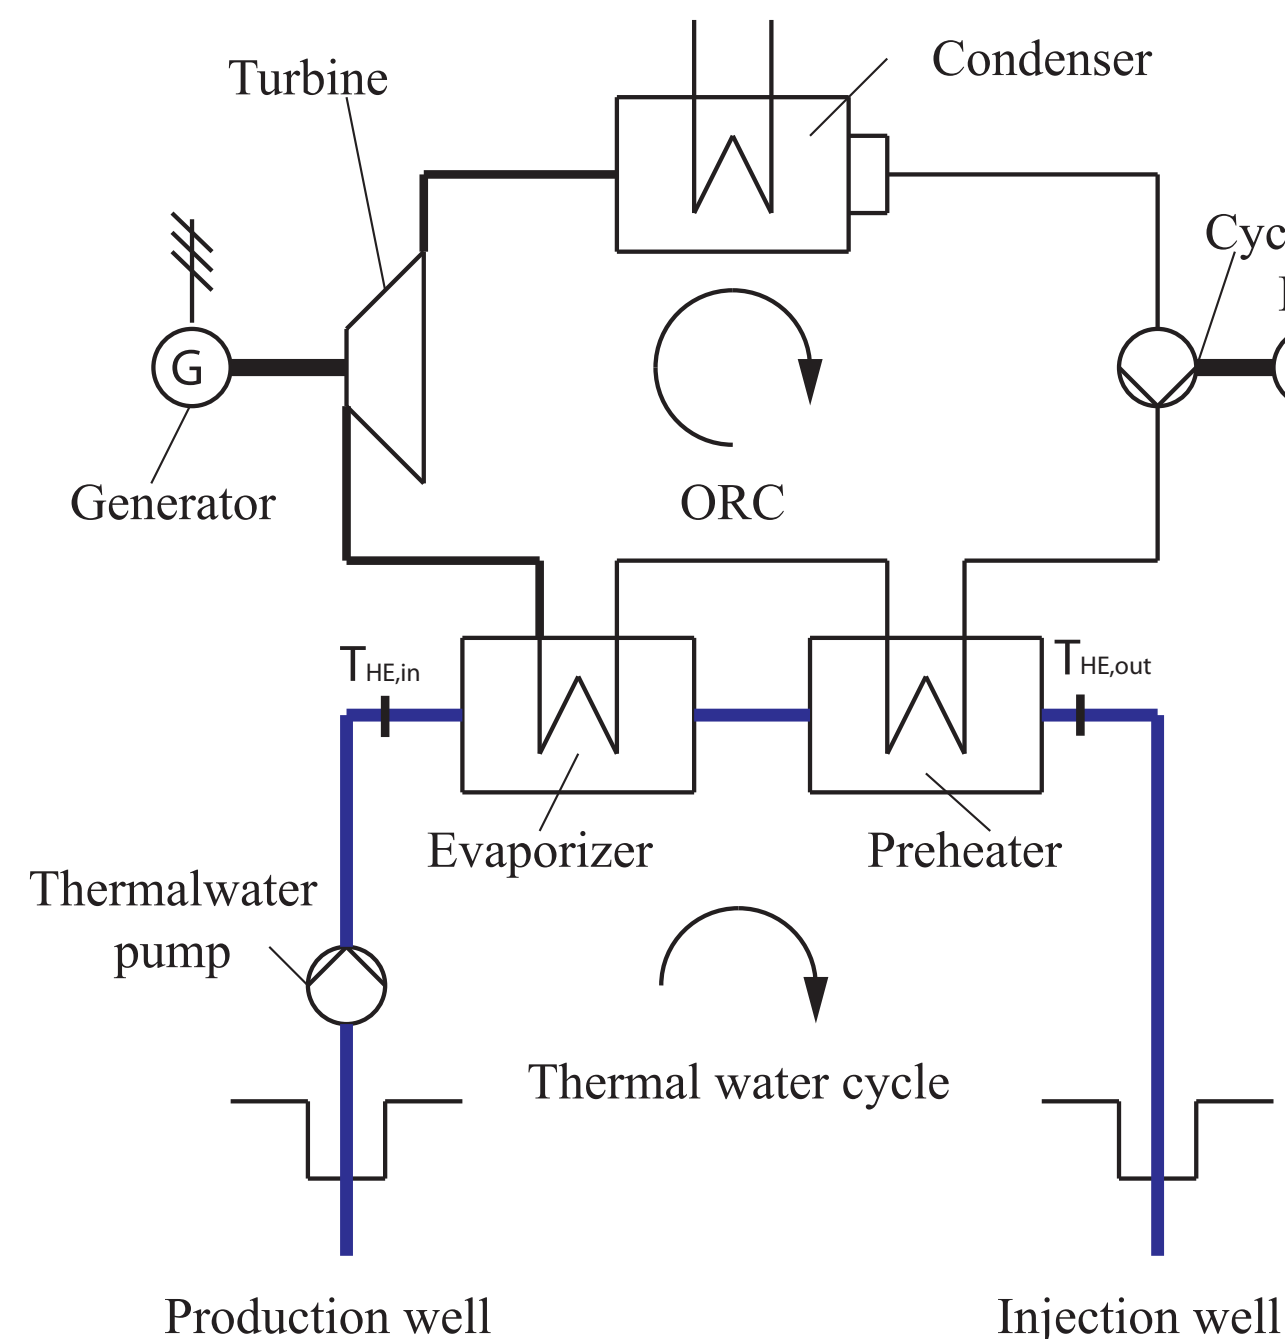 Condenser
Turbine
Cyc
G
Generator
ORC
THE,in
THE,out
Evaporizer
Preheater
Thermalwater
pump
Thermal water cycle
Production well
Injection well